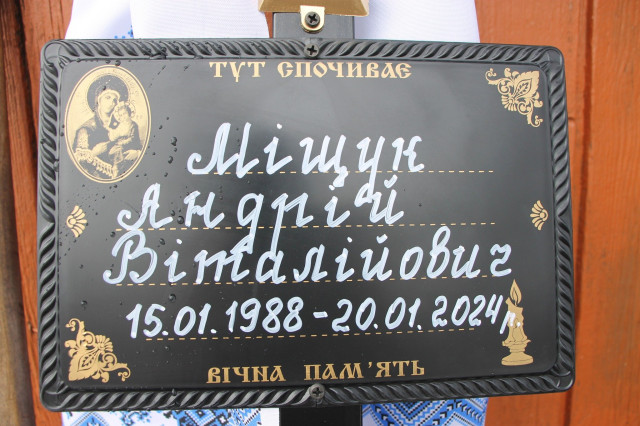 ТУТ СПОЧИВАЄ
Міщук
Андрій
Віталійович
15.01.1988 - 20.01.2024р.
ВІЧНА ПАМ'ЯТЬ